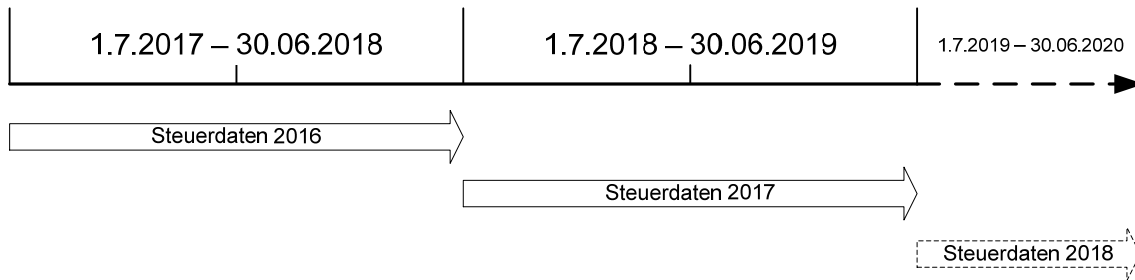 1.7.2017 – 30.06.2018
1.7.2018 – 30.06.2019
1.7.2019 – 30.06.2020
Steuerdaten 2016
Steuerdaten 2017
Steuerdaten 2018